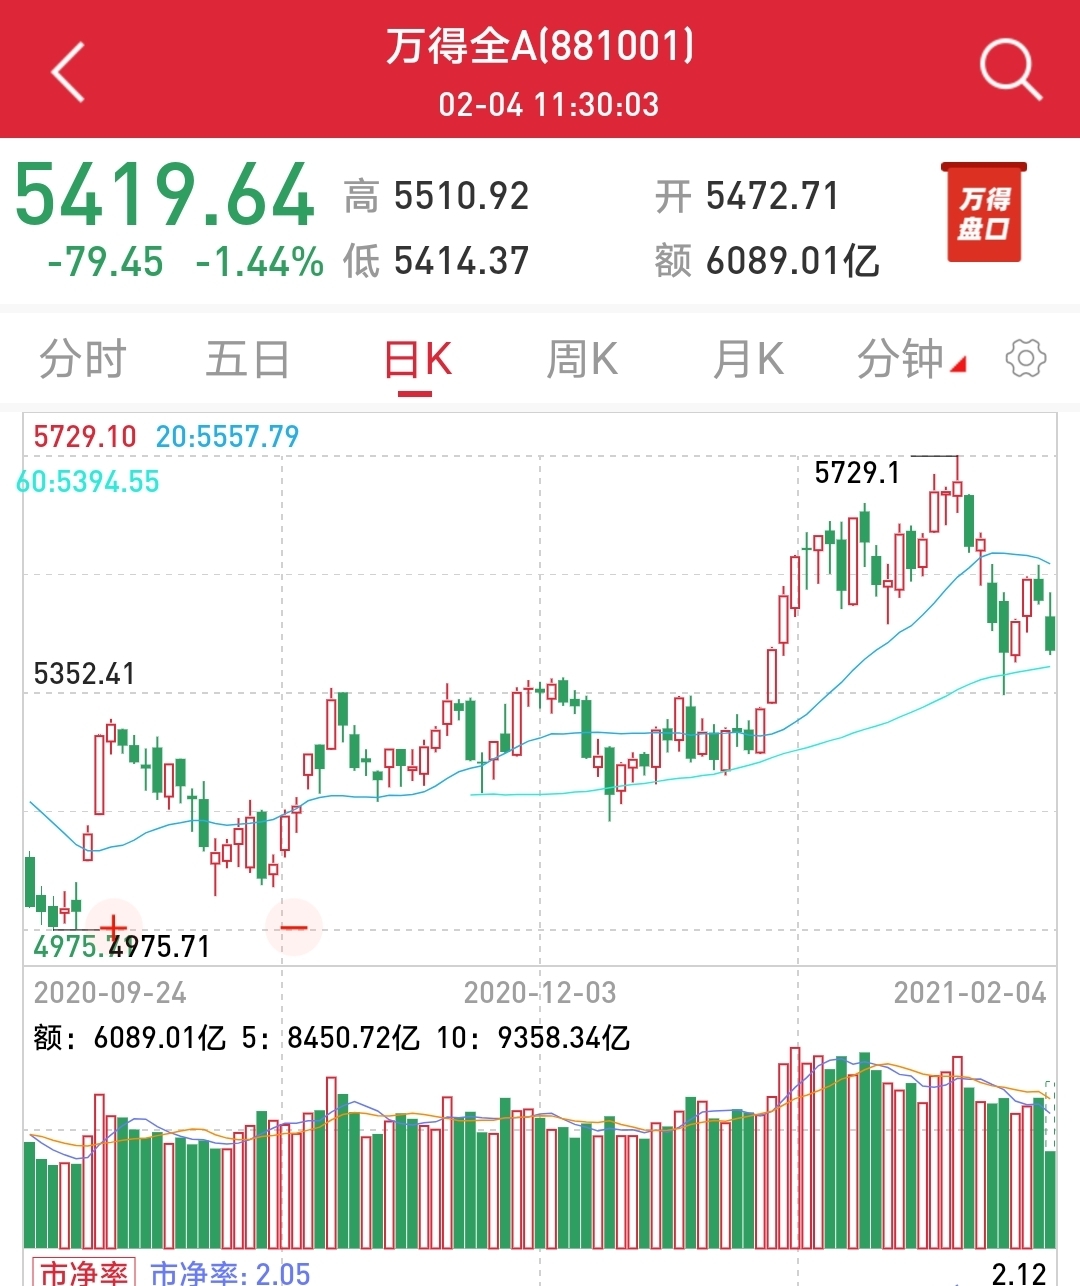 万得全A(881001)
02-04 11:30:03
5419.64
-79.45 -1.44%
高 5510.92
开 5472.71
低 5414.37
额 6089.01亿
万得
盘口
分时 五日 日K 周K 月K 分钟
5729.10 20:5557.79
60:5394.55
5729.1
5352.41
4975.71
4975.71
2020-09-24 2020-12-03 2021-02-04
额：6089.01亿 5：8450.72亿 10：9358.34亿
市净率 市净率: 2.05 2.12